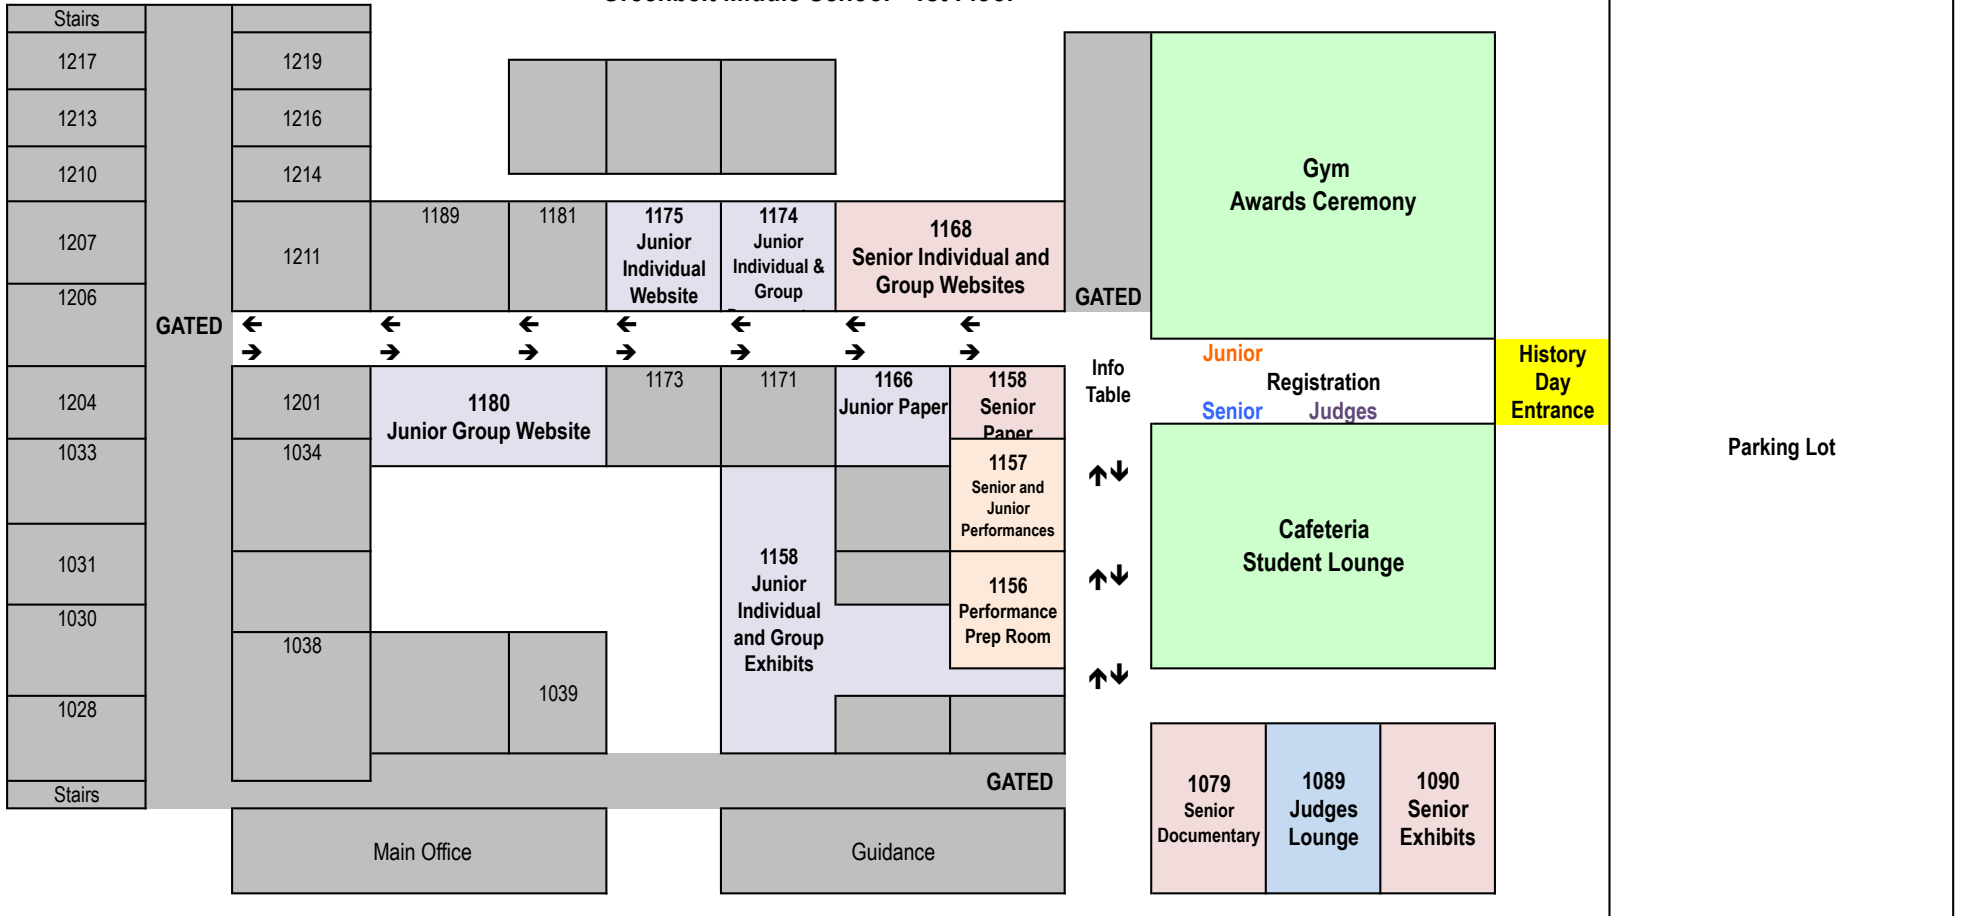 Greenbelt Middle School - 1st Floor
Stairs
1217
1219
1213
1216
1210
1214
Gym
Awards Ceremony
1207
1211
1189
1181
1175
Junior
Individual
Website
1174
Junior
Individual &
Group
1168
Senior Individual and
Group Websites
1206
GATED
GATED
← ← ← ← ← ← ←
→ → → → → → →
Info
Table
Junior
Registration
Senior Judges
History
Day
Entrance
Parking Lot
1204
1201
1180
Junior Group Website
1173
1171
1166
Junior Paper
1158
Senior
Paper
1033
1034
1157
Senior and
Junior
Performances
↑↓
Cafeteria
Student Lounge
1031
1158
Junior
Individual
and Group
Exhibits
1156
Performance
Prep Room
↑↓
1030
1038
1039
↑↓
1028
GATED
Stairs
Main Office
Guidance
1079
Senior
Documentary
1089
Judges
Lounge
1090
Senior
Exhibits